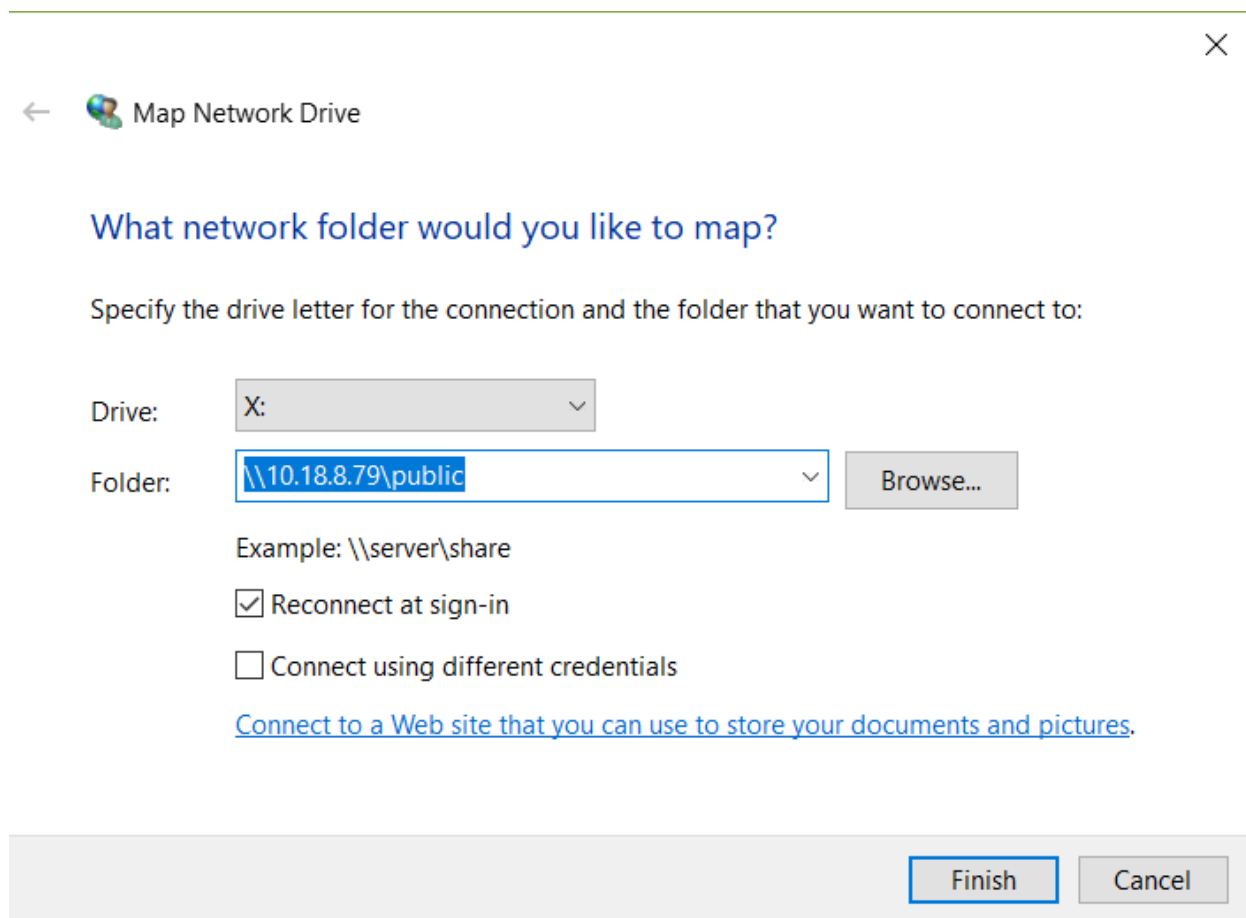 Map Network Drive
What network folder would you like to map?
Specify the drive letter for the connection and the folder that you want to connect to:
Drive: X:
Folder: \\10.18.8.79\public Browse...
Example: \\server\share
Reconnect at sign-in
Connect using different credentials
Connect to a Web site that you can use to store your documents and pictures.
Finish Cancel